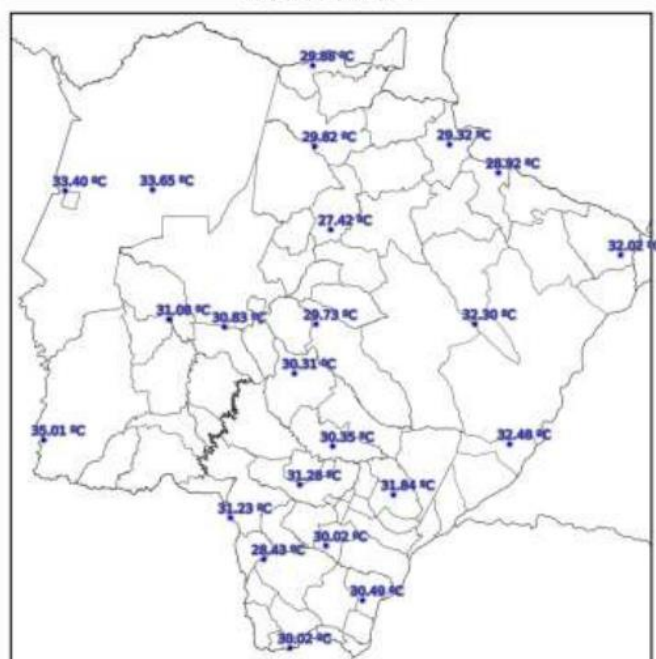 29.88 ºC
29.82 ºC
29.32 ºC
28.92 ºC
33.40 ºC
33.65 ºC
27.42 ºC
32.02 º
31.08 ºC
30.83 ºC
29.73 ºC
32.30 ºC
30.31 ºC
35.01 ºC
30.35 ºC
32.48 ºC
31.28 ºC
31.84 ºC
31.23 ºC
30.02 ºC
28.43 ºC
30.49 ºC
30.02 ºC